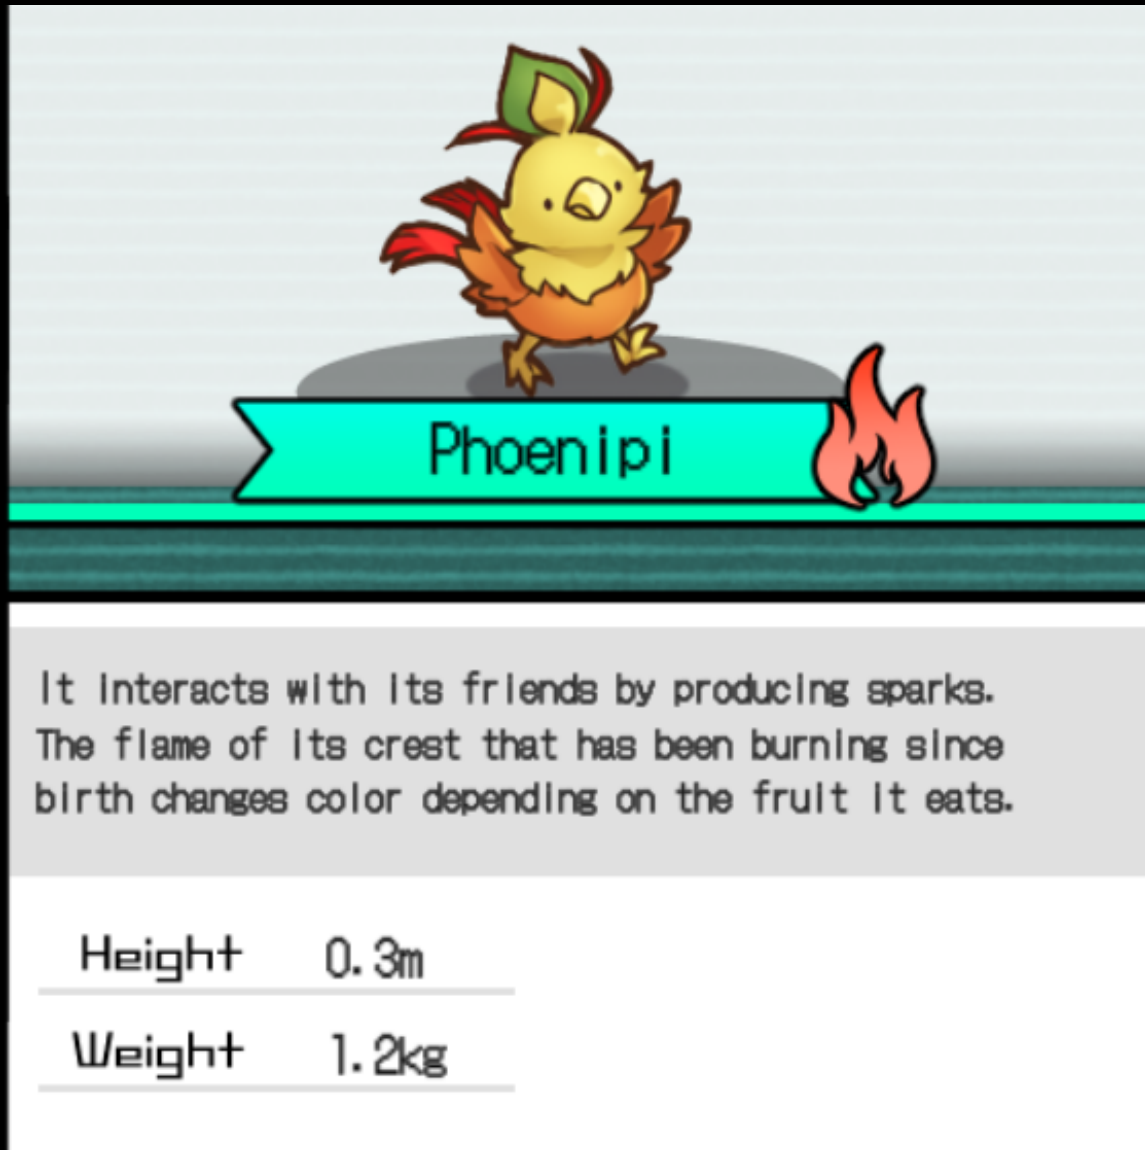 Phoenipi
It interacts with its friends by producing sparks.
The flame of its crest that has been burning since
birth changes color depending on the fruit it eats.
Height 0.3m
Weight 1.2kg